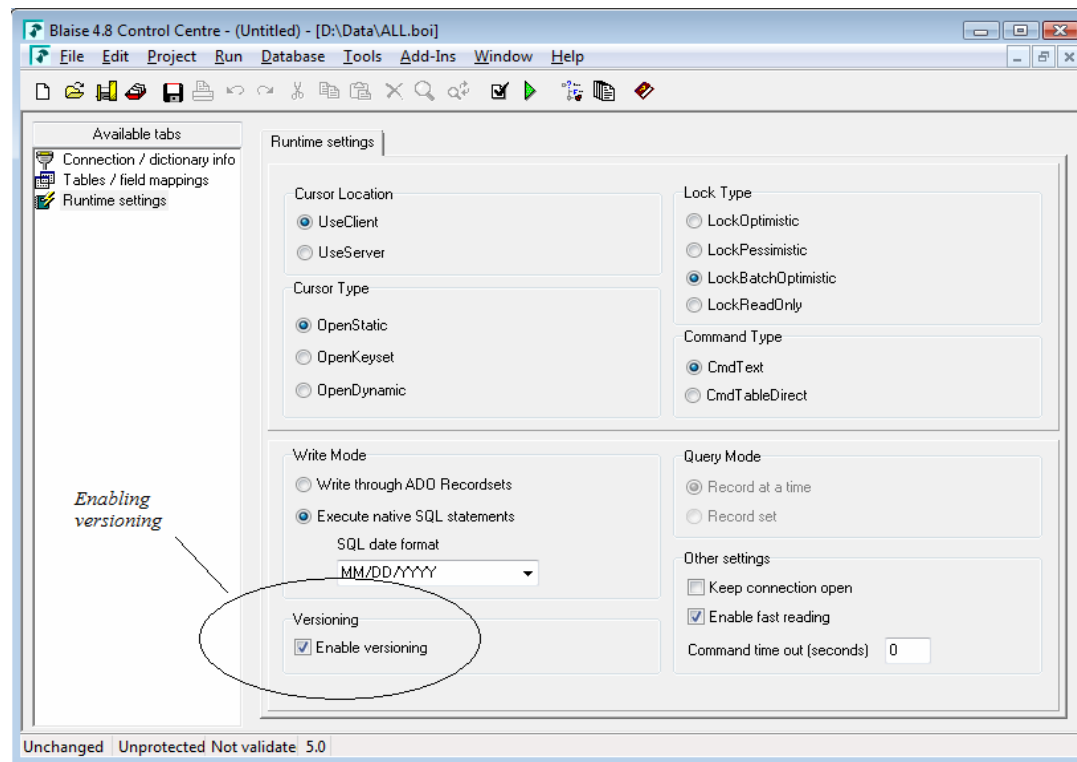 Blaise 4.8 Control Centre - (Untitled) - [D:\Data\ALL.boi]
File Edit Project Run Database Tools Add-Ins Window Help
Available tabs
Connection / dictionary info
Tables / field mappings
Runtime settings
Runtime settings
Cursor Location
UseClient
UseServer
Cursor Type
OpenStatic
OpenKeyset
OpenDynamic
Lock Type
LockOptimistic
LockPessimistic
LockBatchOptimistic
LockReadOnly
Command Type
CmdText
CmdTableDirect
Write Mode
Write through ADO Recordsets
Execute native SQL statements
SQL date format
MM/DD/YYYY
Versioning
Enable versioning
Query Mode
Record at a time
Record set
Other settings
Keep connection open
Enable fast reading
Command time out (seconds) 0
Enabling
versioning
Unchanged Unprotected Not validate 5.0